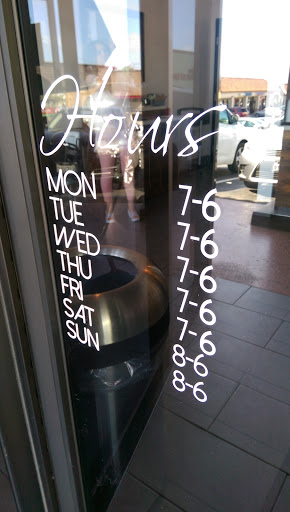 Hours
MON 7-6
TUE 7-6
WED 7-6
THU 7-6
FRI 7-6
SAT 8-6
SUN 8-6